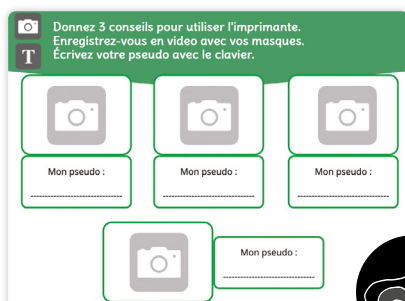 Donnez 3 conseils pour utiliser l'imprimante.
Enregistrez-vous en video avec vos masques.
T Écrivez votre pseudo avec le clavier.
Mon pseudo : Mon pseudo : Mon pseudo :
Mon pseudo :